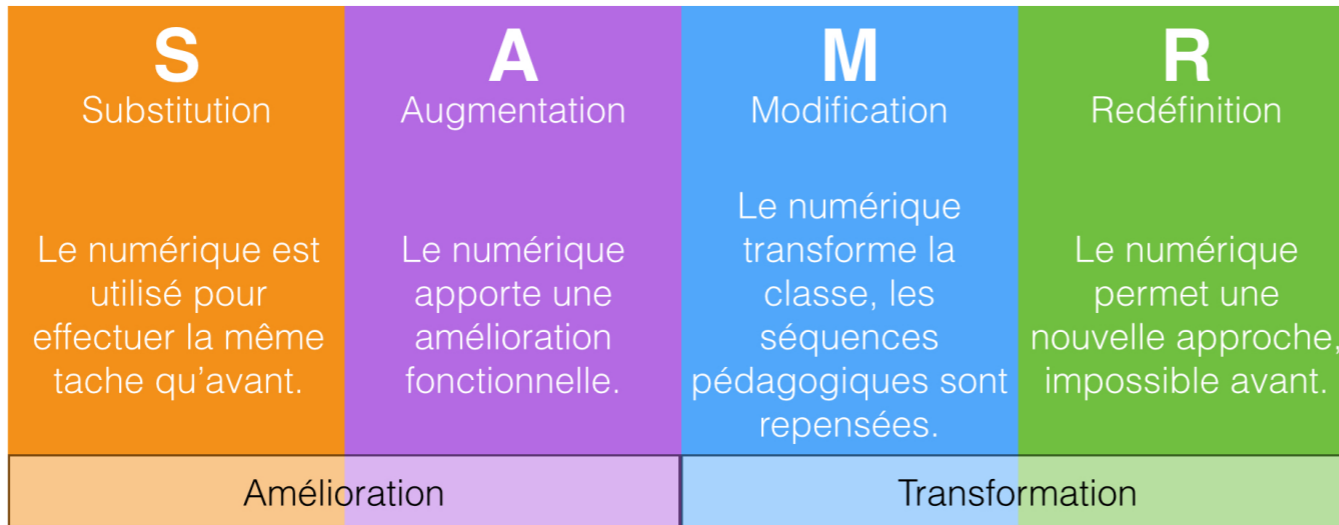 S
Substitution
Le numérique est
utilisé pour
effectuer la même
tache qu'avant.
A
Augmentation
Le numérique
apporte une
amélioration
fonctionnelle.
M
Modification
Le numérique
transforme la
classe, les
séquences
pédagogiques sont
repensées.
R
Redéfinition
Le numérique
permet une
nouvelle approche,
impossible avant.
Amélioration
Transformation